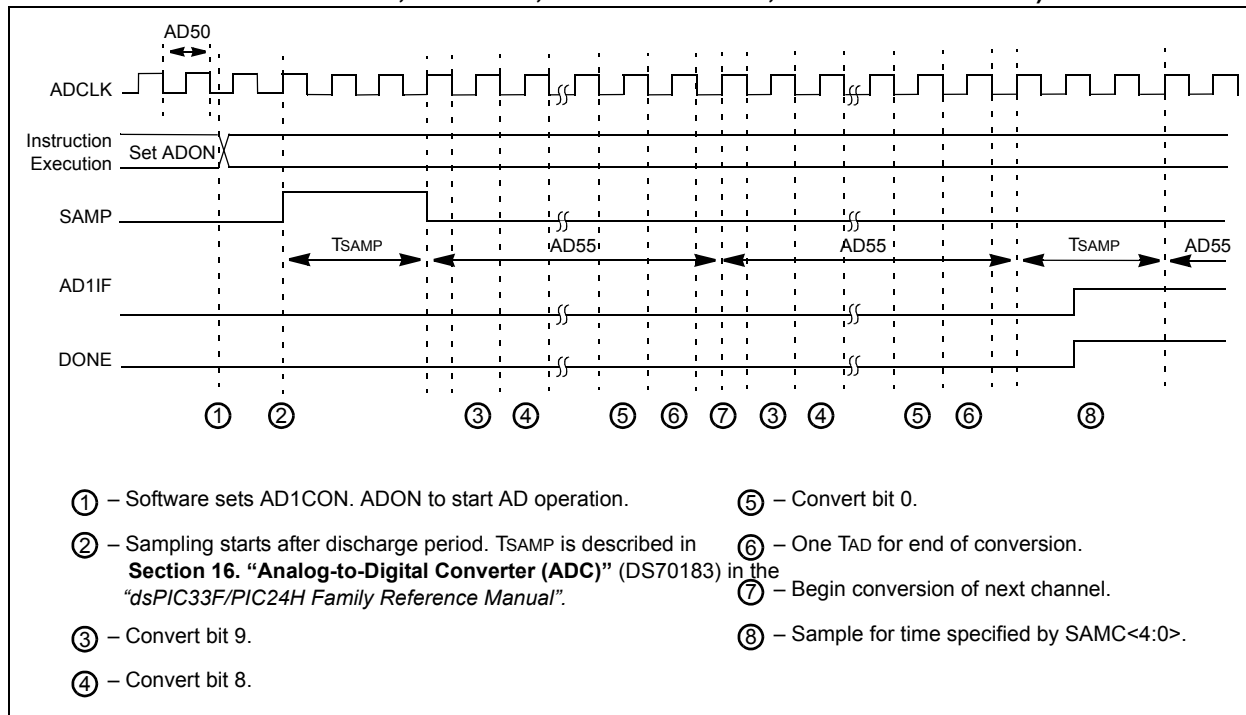 AD50
ADCLK
Instruction
Execution
Set ADON
SAMP
TSAMP AD55 AD55 TSAMP AD55
AD1IF
DONE
1 2 3 4 5 6 7 3 4 5 6 8
1 – Software sets AD1CON. ADON to start AD operation.
2 – Sampling starts after discharge period. TSAMP is described in
Section 16. “Analog-to-Digital Converter (ADC)” (DS70183) in the
“dsPIC33F/PIC24H Family Reference Manual”.
3 – Convert bit 9.
4 – Convert bit 8.
5 – Convert bit 0.
6 – One TAD for end of conversion.
7 – Begin conversion of next channel.
8 – Sample for time specified by SAMC<4:0>.